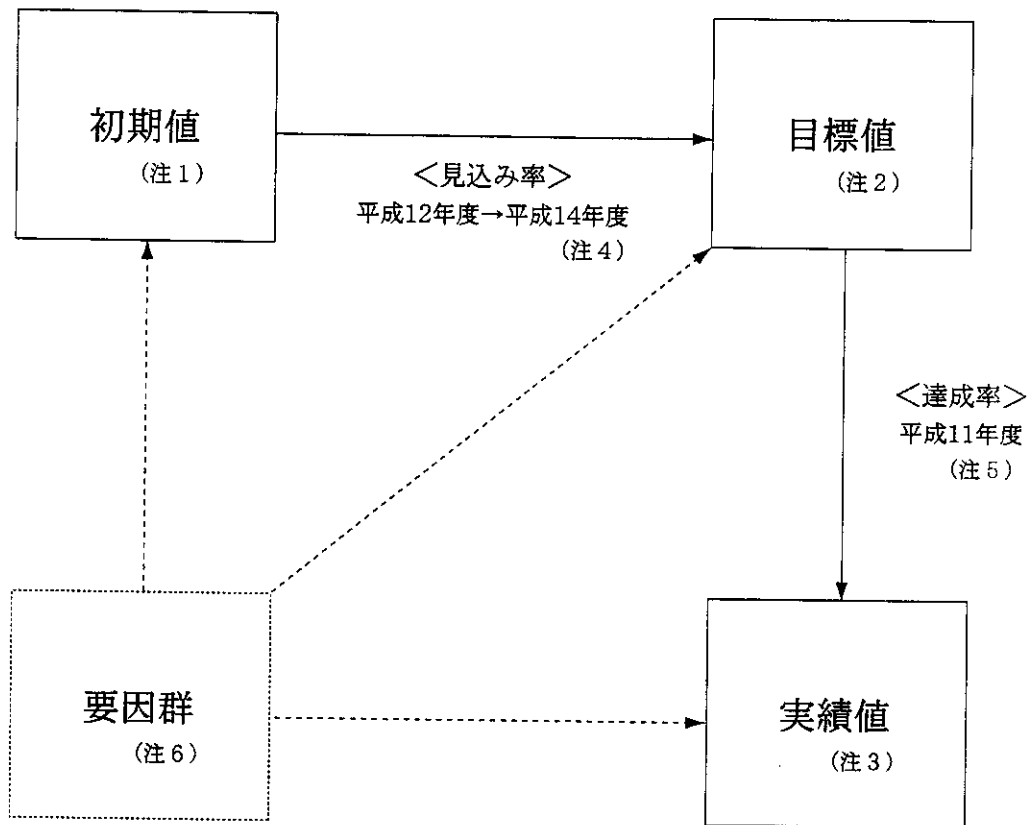 初期値
(注1)
目標値
(注2)
<見込み率>
平成12年度→平成14年度
(注4)
<達成率>
平成11年度
(注5)
要因群
(注6)
実績値
(注3)